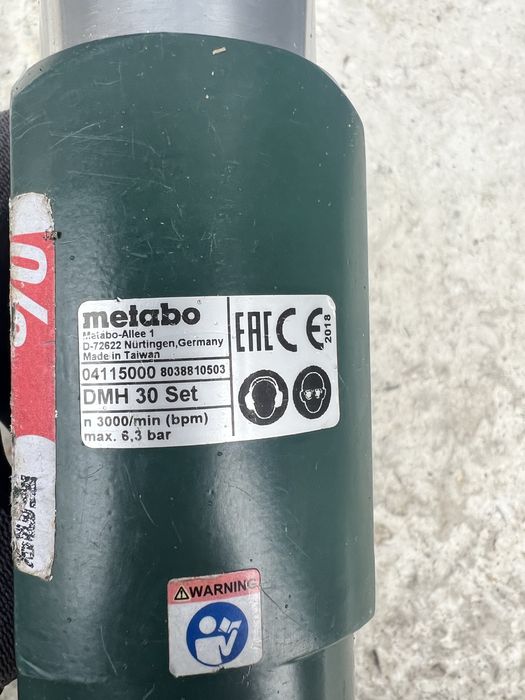 0%
metabo
Metabo-Allee 1
D-72622 Nürtingen,Germany
Made in Taiwan
04115000 8038810503
DMH 30 Set
n 3000/min (bpm)
max. 6,3 bar
EAC CE
2018
WARNING